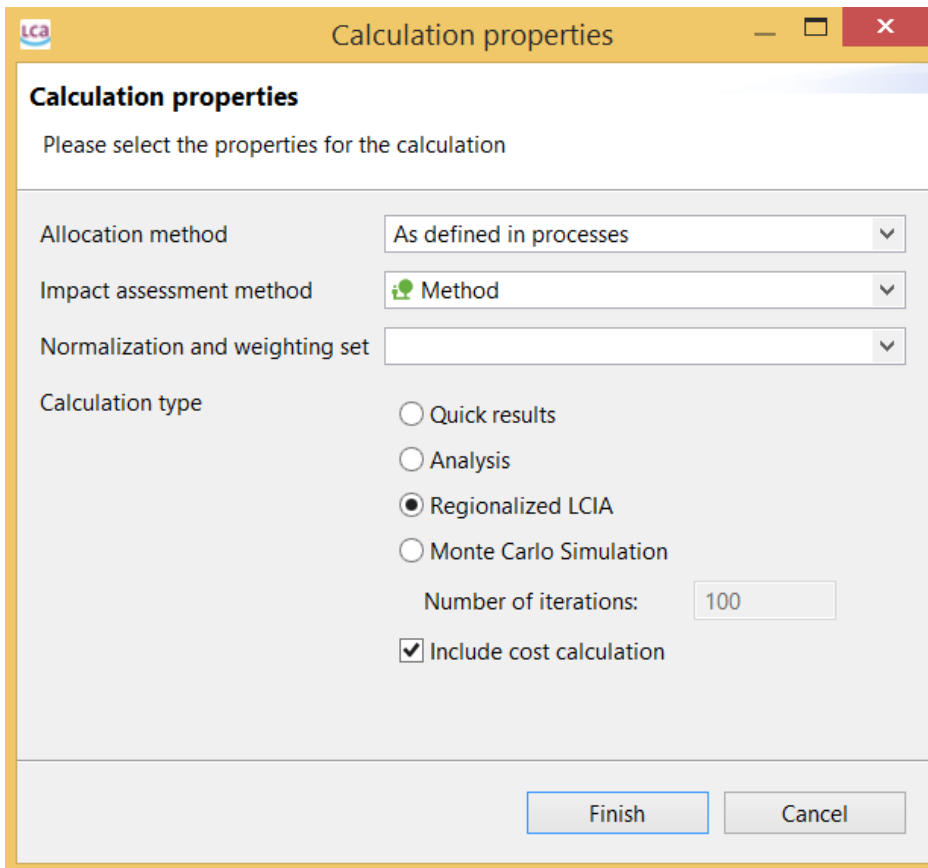 LCA
Calculation properties
Calculation properties
Please select the properties for the calculation
Allocation method As defined in processes
Impact assessment method Method
Normalization and weighting set
Calculation type
Quick results
Analysis
Regionalized LCIA
Monte Carlo Simulation
Number of iterations: 100
Include cost calculation
Finish Cancel